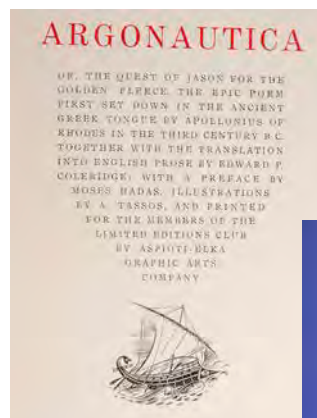 ARGONAUTICA
OR, THE QUEST OF JASON FOR THE
GOLDEN FLEECE. THE EPIC POEM
FIRST SET DOWN IN THE ANCIENT
GREEK TONGUE BY APOLLONIUS OF
RHODES IN THE THIRD CENTURY B.C.
TOGETHER WITH THE TRANSLATION
INTO ENGLISH PROSE BY EDWARD P.
COLERIDGE; WITH A PREFACE BY
MOSES HADAS, ILLUSTRATIONS
BY A. TASSOS, AND PRINTED
FOR THE MEMBERS OF THE
LIMITED EDITIONS CLUB
BY ASPIOTI-ELKA
GRAPHIC ARTS
COMPANY